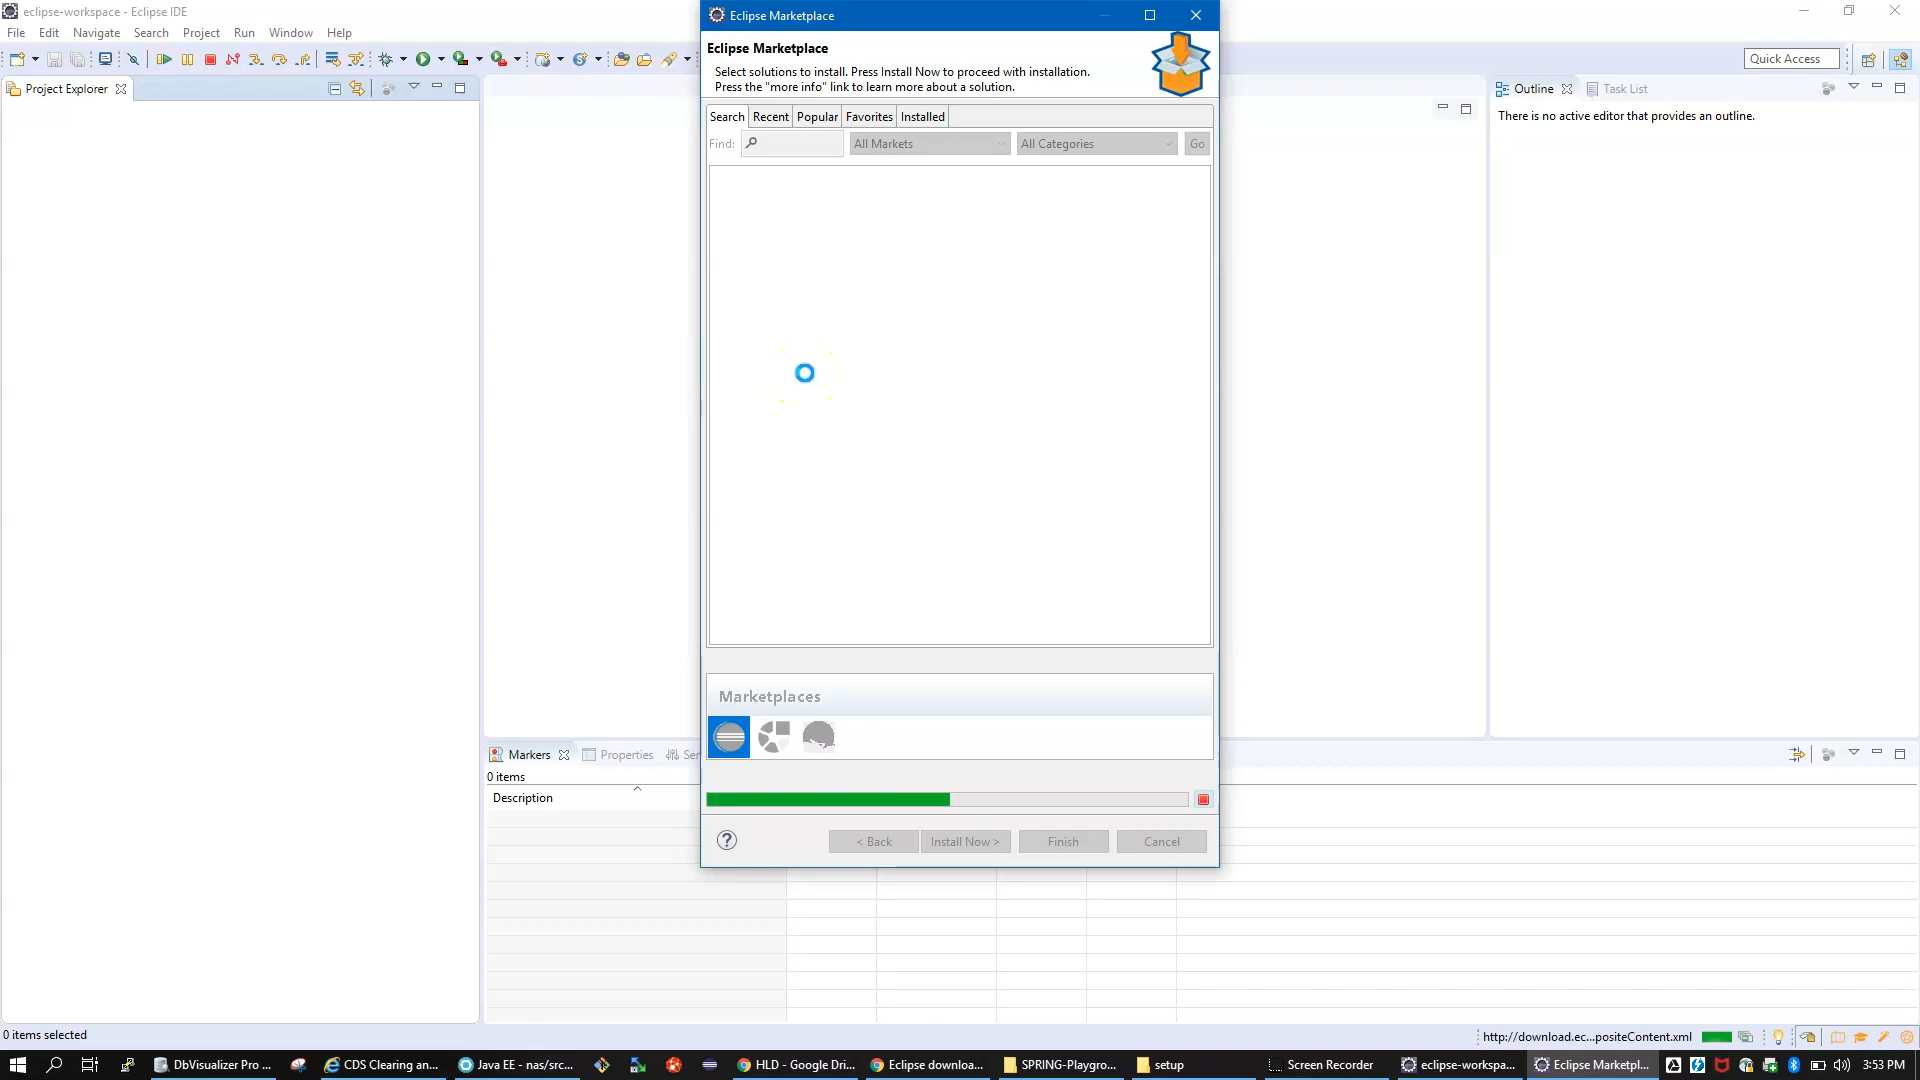 eclipse-workspace - Eclipse IDE
File Edit Navigate Search Project Run Window Help
Quick Access
Project Explorer
Eclipse Marketplace
Eclipse Marketplace
Select solutions to install. Press Install Now to proceed with installation.
Press the "more info" link to learn more about a solution.
Search Recent Popular Favorites Installed
Find: All Markets All Categories Go
Marketplaces
< Back Install Now > Finish Cancel
Outline Task List
There is no active editor that provides an outline.
Markers Properties Ser
0 items
Description
0 items selected
http://download.ec...positeContent.xml
DbVisualizer Pro ... CDS Clearing an... Java EE - nas/src... HLD - Google Dri... Eclipse downloa... SPRING-Playgro... setup Screen Recorder eclipse-workspa... Eclipse Marketpl... 3:53 PM